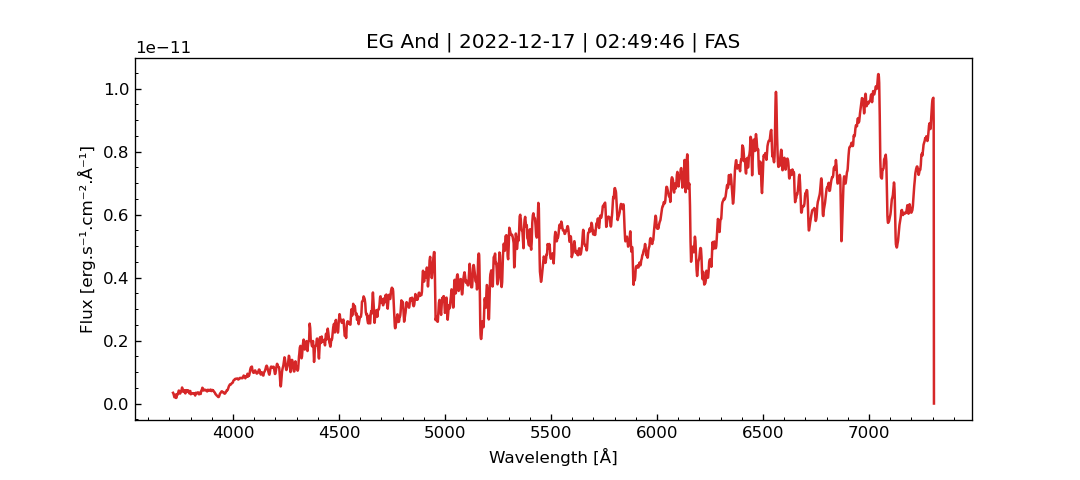 EG And | 2022-12-17 | 02:49:46 | FAS
1e−11
1.0
0.8
0.6
0.4
0.2
0.0
Flux [erg.s⁻¹.cm⁻².Å⁻¹]
4000 4500 5000 5500 6000 6500 7000
Wavelength [Å]